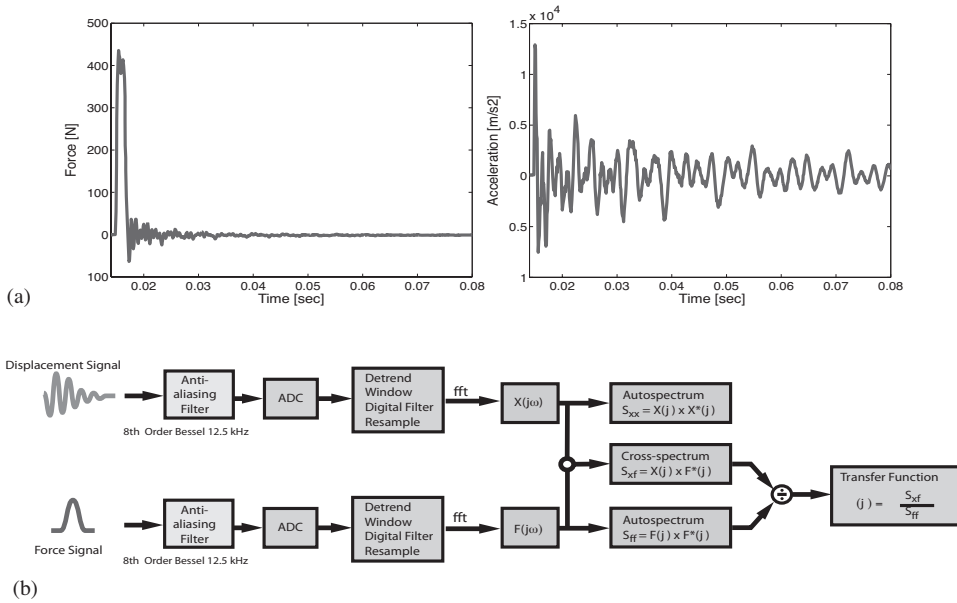 500
400
300
200
100
0
100
Force [N]
0.02 0.03 0.04 0.05 0.06 0.07 0.08
Time [sec]
1.5 x 10^4
1
0.5
0
0.5
1
Acceleration [m/s2]
0.02 0.03 0.04 0.05 0.06 0.07 0.08
Time [sec]
(a)
Displacement Signal
Anti-
aliasing
Filter
8th Order Bessel 12.5 kHz
ADC
Detrend
Window
Digital Filter
Resample
fft
X(jω)
Autospectrum
S_xx = X(j ) x X*(j )
Cross-spectrum
S_xf = X(j ) x F*(j )
÷
Transfer Function
(j ) = S_xf
S_ff
Force Signal
Anti-
aliasing
Filter
8th Order Bessel 12.5 kHz
ADC
Detrend
Window
Digital Filter
Resample
fft
F(jω)
Autospectrum
S_ff = F(j ) x F*(j )
(b)